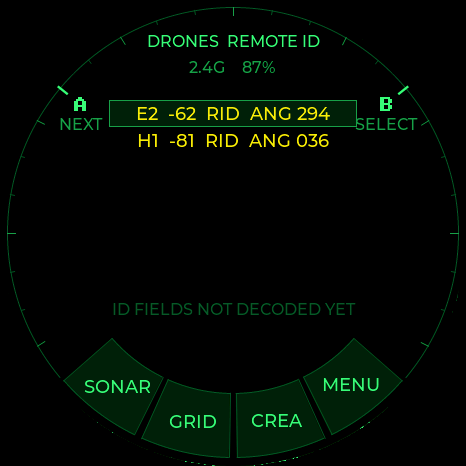 DRONES REMOTE ID
2.4G 87%
A
NEXT
B
SELECT
E2 -62 RID ANG 294
H1 -81 RID ANG 036
ID FIELDS NOT DECODED YET
SONAR
GRID
CREA
MENU